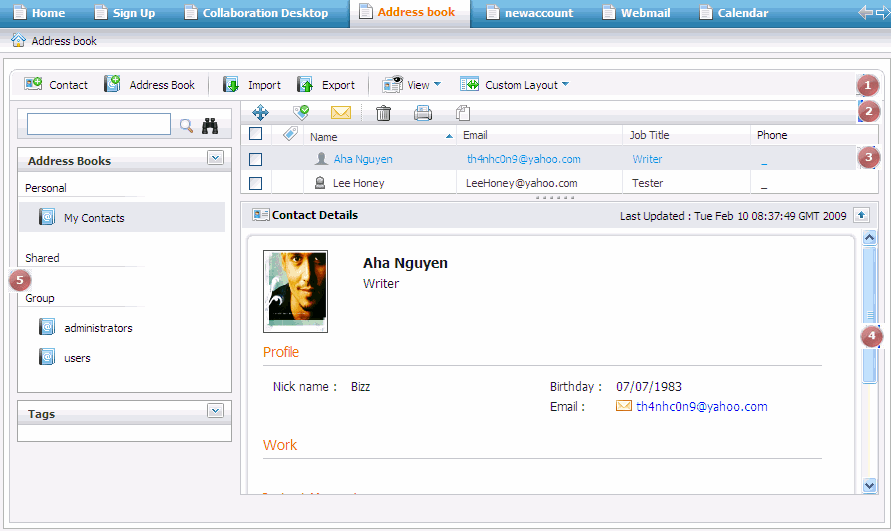 Home Sign Up Collaboration Desktop Address book newaccount Webmail Calendar
Address book
Contact Address Book Import Export View Custom Layout 1
2
Name Email Job Title Phone
Aha Nguyen th4nhc0n9@yahoo.com Writer _ 3
Lee Honey LeeHoney@yahoo.com Tester _
Address Books
Personal
My Contacts
Shared
5
Group
administrators
users
Tags
Contact Details Last Updated : Tue Feb 10 08:37:49 GMT 2009
Aha Nguyen
Writer
4
Profile
Nick name : Bizz Birthday : 07/07/1983
Email : th4nhc0n9@yahoo.com
Work